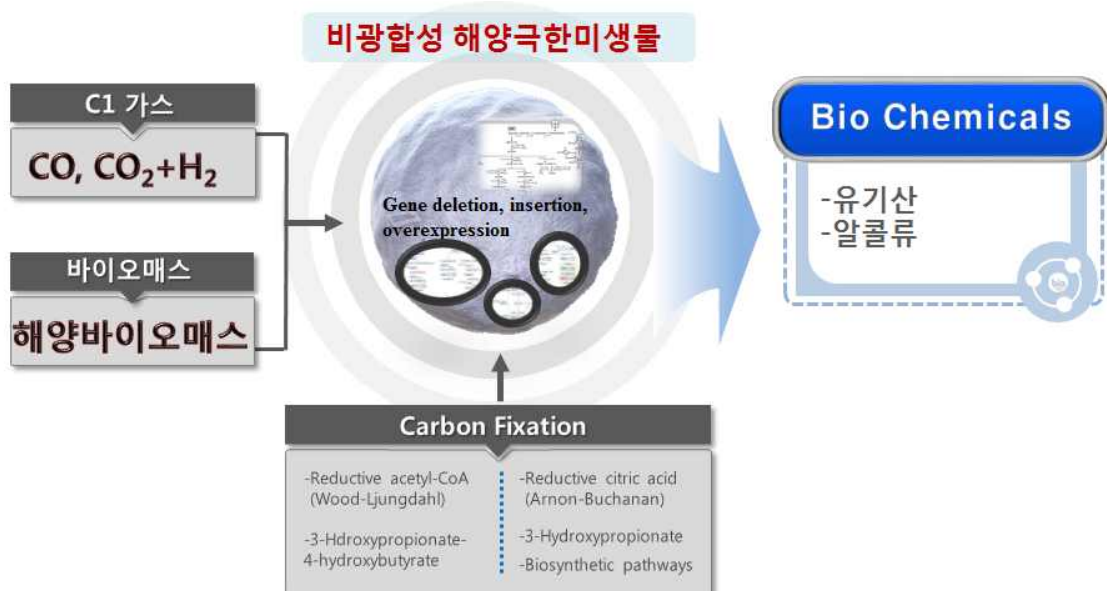 비광합성 해양극한미생물
C1 가스
CO, CO₂+H₂
바이오매스
해양바이오매스
Gene deletion, insertion,
overexpression
Bio Chemicals
-유기산
-알콜류
bio
Carbon Fixation
-Reductive acetyl-CoA
(Wood-Ljungdahl)
-3-Hdroxypropionate-
4-hydroxybutyrate
-Reductive citric acid
(Arnon-Buchanan)
-3-Hydroxypropionate
-Biosynthetic pathways